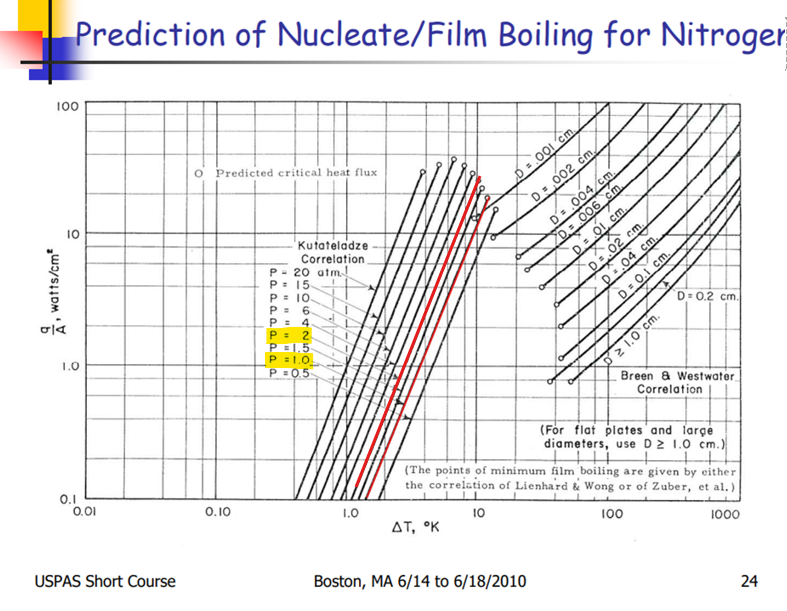 Prediction of Nucleate/Film Boiling for Nitrogen
100
10
1.0
0.1
q/A, watts/cm²
O Predicted critical heat flux
Kutateladze
Correlation
P = 20 atm.
P = 15
P = 10
P = 6
P = 4
P = 2
P = 1.5
P = 1.0
P = 0.5
D = .001 cm.
D = .002 cm.
D = .004 cm.
D = .006 cm.
D = .01 cm.
D = .02 cm.
D = .04 cm.
D = 0.1 cm.
D = 0.2 cm.
D ≥ 1.0 cm.
Breen & Westwater
Correlation
(For flat plates and large
diameters, use D ≥ 1.0 cm.)
(The points of minimum film boiling are given by either
the correlation of Lienhard & Wong or of Zuber, et al.)
0.01
0.10
1.0
10
100
1000
ΔT, °K
USPAS Short Course
Boston, MA 6/14 to 6/18/2010
24